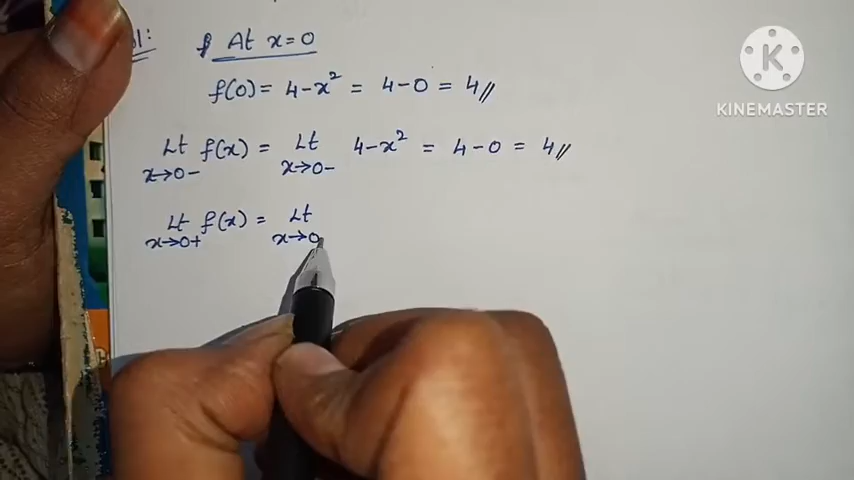 At x=0
f(0) = 4-x² = 4-0 = 4//
Lt f(x) = Lt 4-x² = 4-0 = 4//
x→0- x→0-
Lt f(x) = Lt
x→0+ x→0
K
KINEMASTER